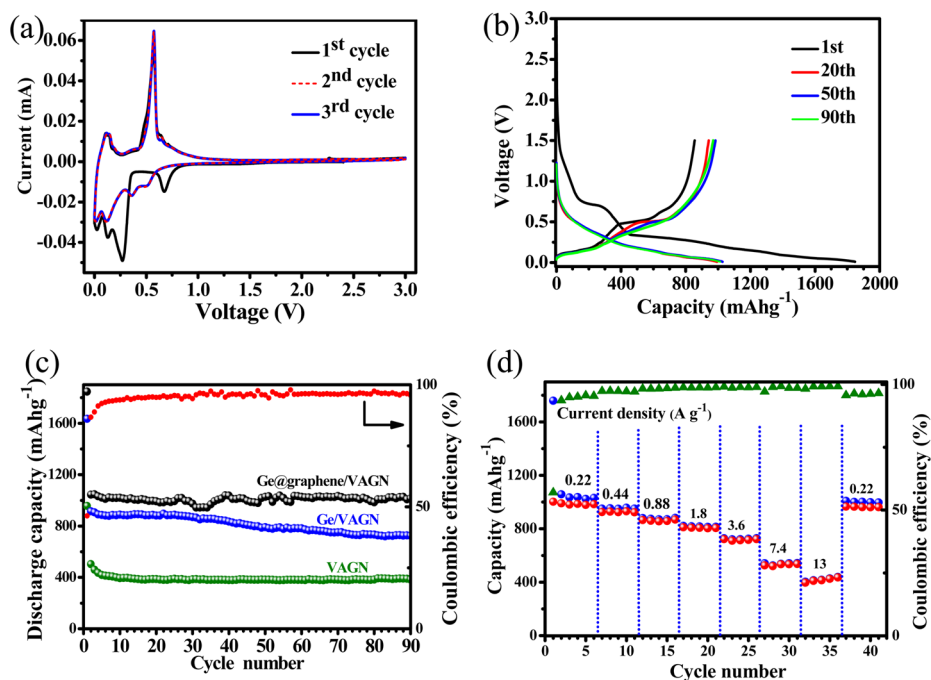 (a)
0.06
0.04
0.02
0.00
-0.02
-0.04
Current (mA)
1st cycle
2nd cycle
3rd cycle
0.0 0.5 1.0 1.5 2.0 2.5 3.0
Voltage (V)
(b)
3.0
2.5
2.0
1.5
1.0
0.5
0.0
Voltage (V)
1st
20th
50th
90th
0 400 800 1200 1600 2000
Capacity (mAhg-1)
(c)
1600
1200
1000
800
400
0
Discharge capacity (mAhg-1)
100
50
0
Coulombic efficiency (%)
Ge@graphene/VAGN
Ge/VAGN
VAGN
0 10 20 30 40 50 60 70 80 90
Cycle number
(d)
1600
1200
1000
800
400
0
Capacity (mAhg-1)
100
50
0
Coulombic efficiency (%)
Current density (A g-1)
0.22
0.44
0.88
1.8
3.6
7.4
13
0.22
0 5 10 15 20 25 30 35 40
Cycle number